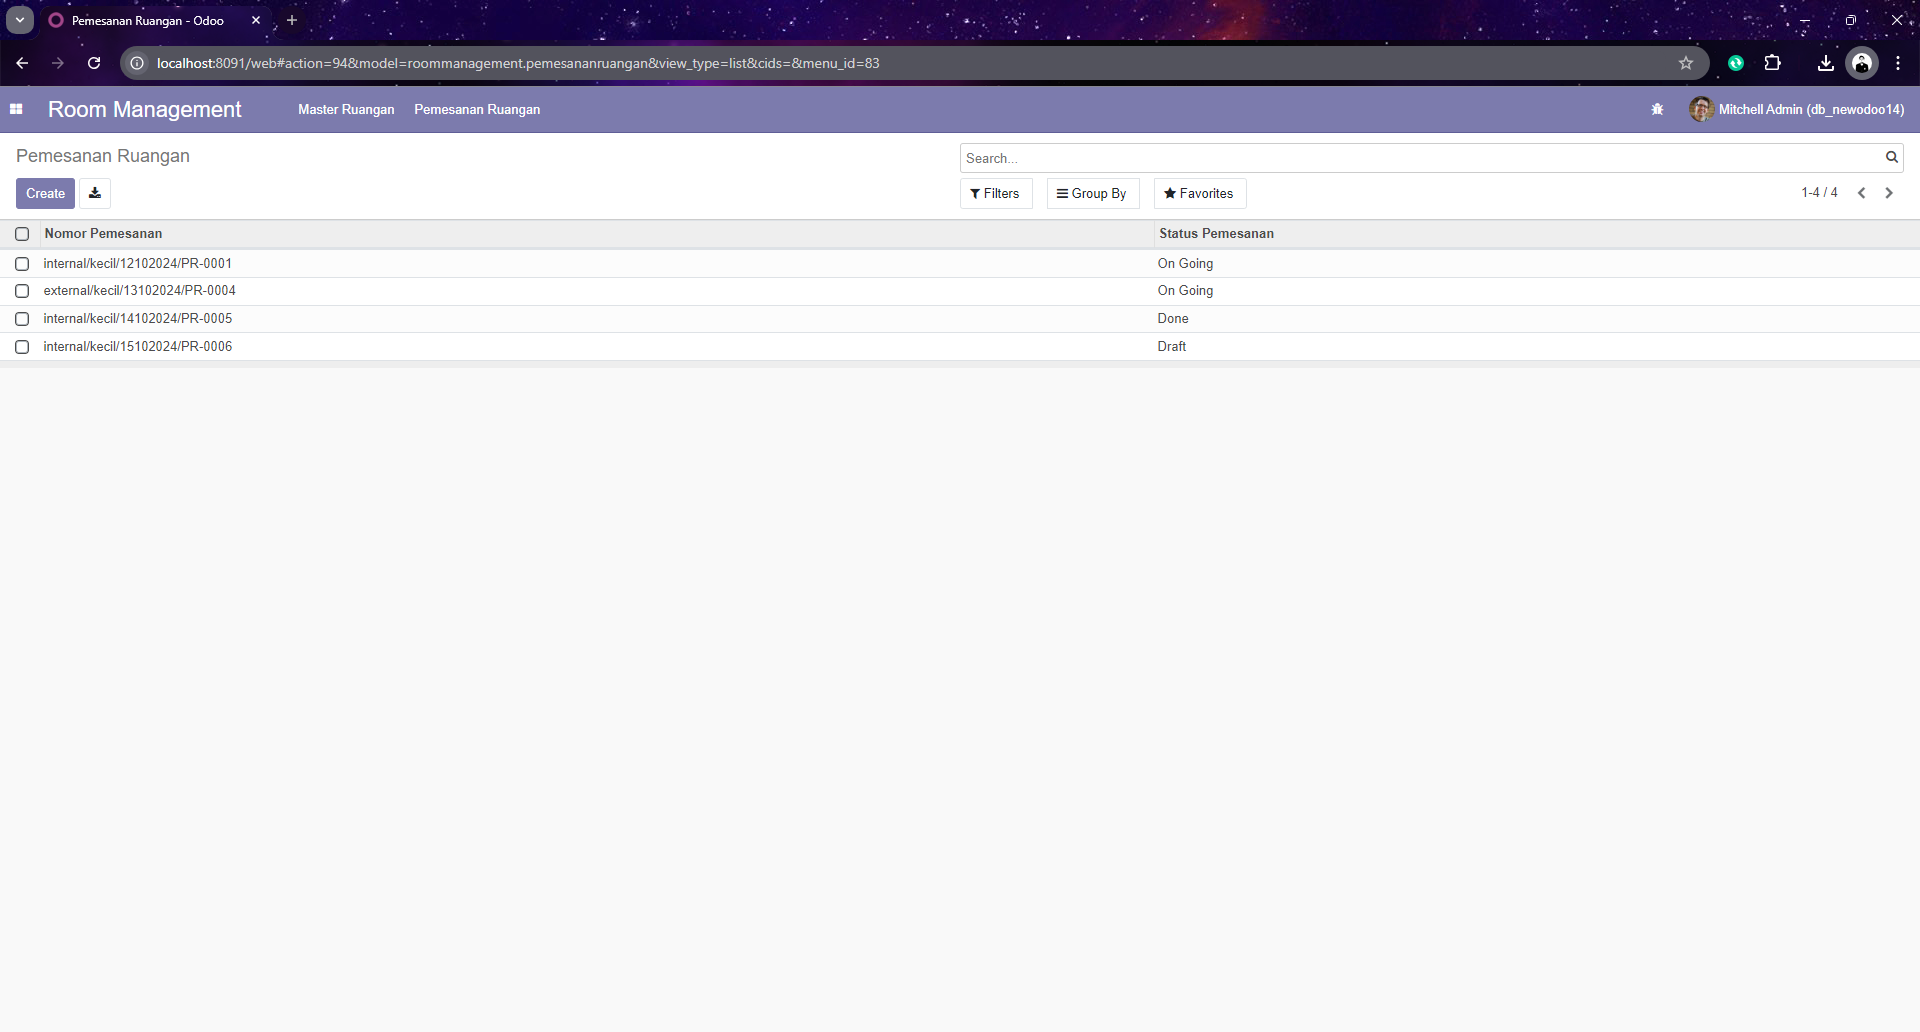 Pemesanan Ruangan - Odoo
localhost:8091/web#action=94&model=roommanagement.pemesananruangan&view_type=list&cids=&menu_id=83
Room Management Master Ruangan Pemesanan Ruangan Mitchell Admin (db_newodoo14)
Pemesanan Ruangan
Search...
Create
Filters Group By Favorites 1-4 / 4
Nomor Pemesanan Status Pemesanan
internal/kecil/12102024/PR-0001 On Going
external/kecil/13102024/PR-0004 On Going
internal/kecil/14102024/PR-0005 Done
internal/kecil/15102024/PR-0006 Draft